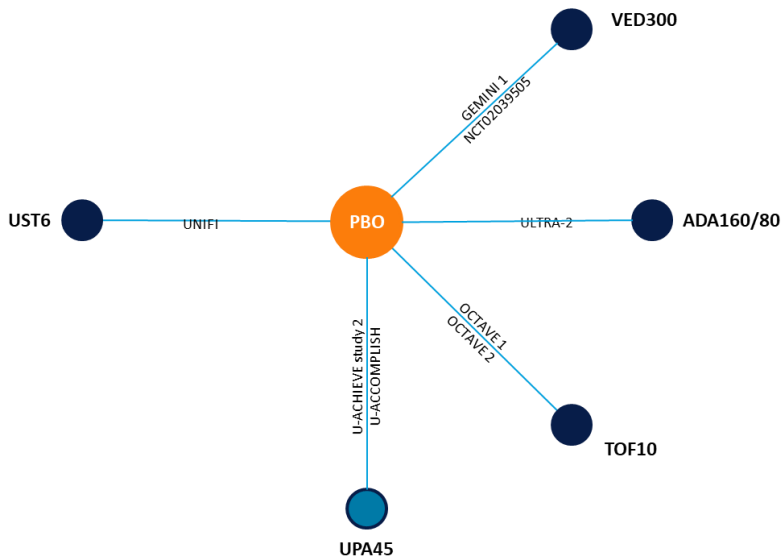 VED300
GEMINI 1
NCT02039505
UST6
UNIFI
PBO
ULTRA-2
ADA160/80
OCTAVE 1
OCTAVE 2
U-ACHIEVE study 2
U-ACCOMPLISH
TOF10
UPA45